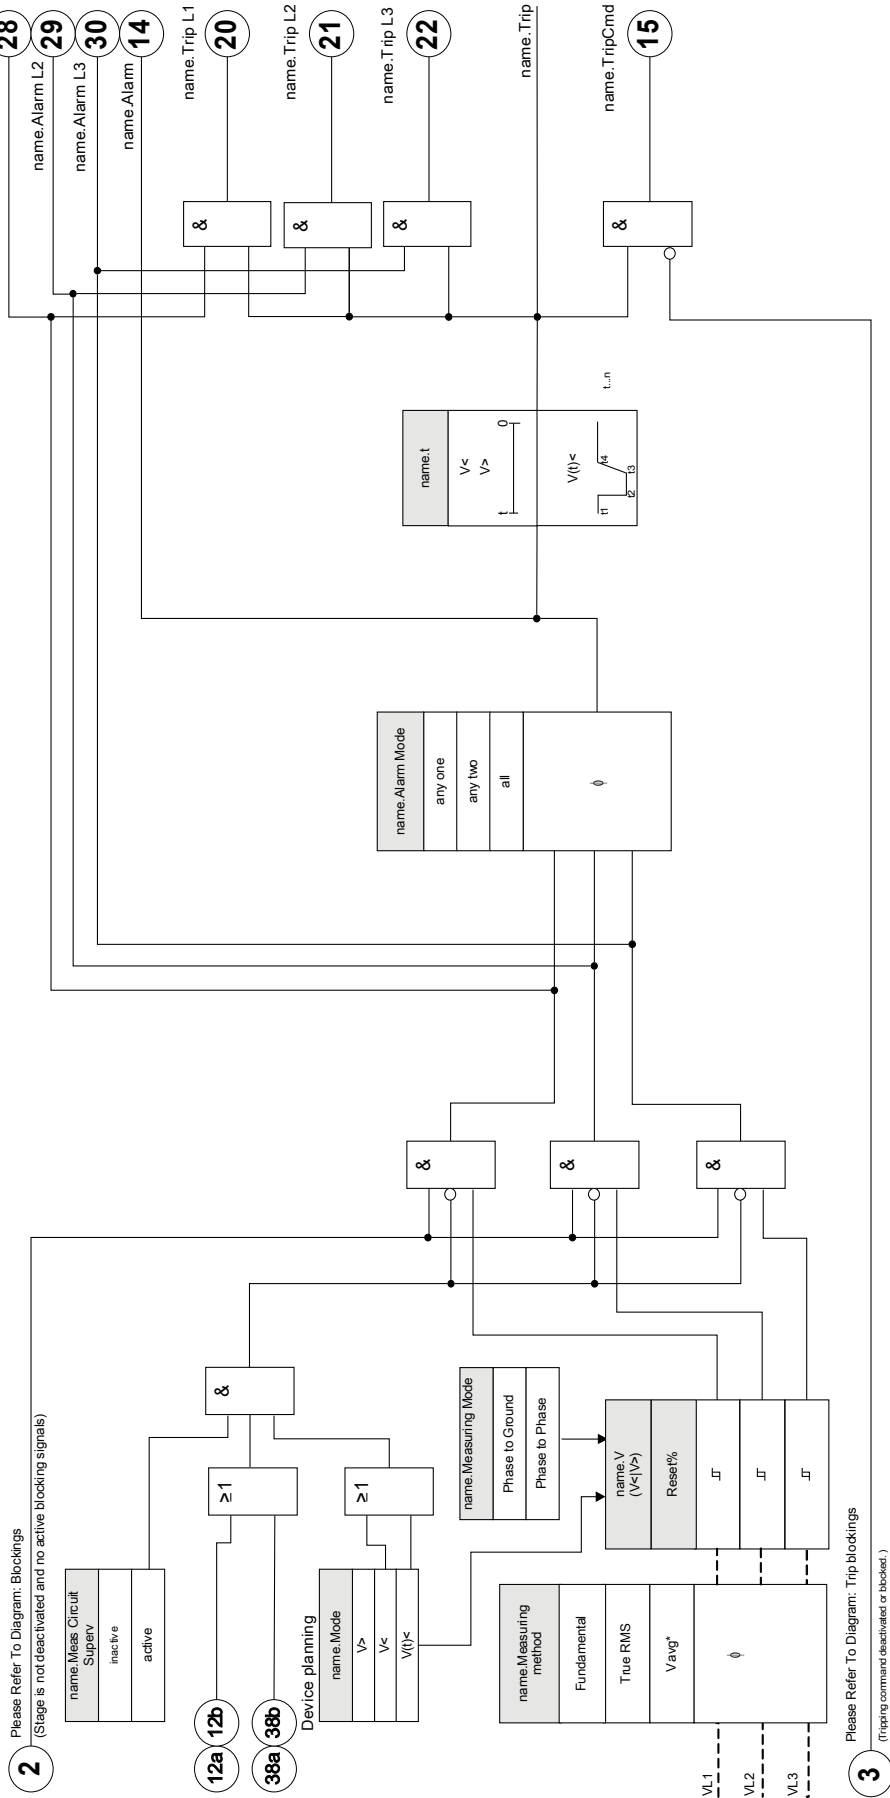 28
29
30
14
20
21
22
15
name.Alarm L2
name.Alarm L3
name.Alarm
name.Trip L1
name.Trip L2
name.Trip L3
name.Trip
name.TripCmd
&
&
&
&
name.t
V<
V>
t
0
V(t)<
t1
t2
t3
t4
t...n
name.Alarm Mode
any one
any two
all
ϕ
&
&
&
2
Please Refer To Diagram: Blockings
(Stage is not deactivated and no active blocking signals)
name.Meas Circuit
Superv
inactive
active
&
≥1
≥1
12a
12b
38a
38b
Device planning
name.Mode
V>
V<
V(t)<
name.Measuring Mode
Phase to Ground
Phase to Phase
name.V
(V<|V>)
Reset%
name.Measuring
method
Fundamental
True RMS
Vavg*
ϕ
VL1
VL2
VL3
3
Please Refer To Diagram: Trip blockings
(Tripping command deactivated or blocked.)